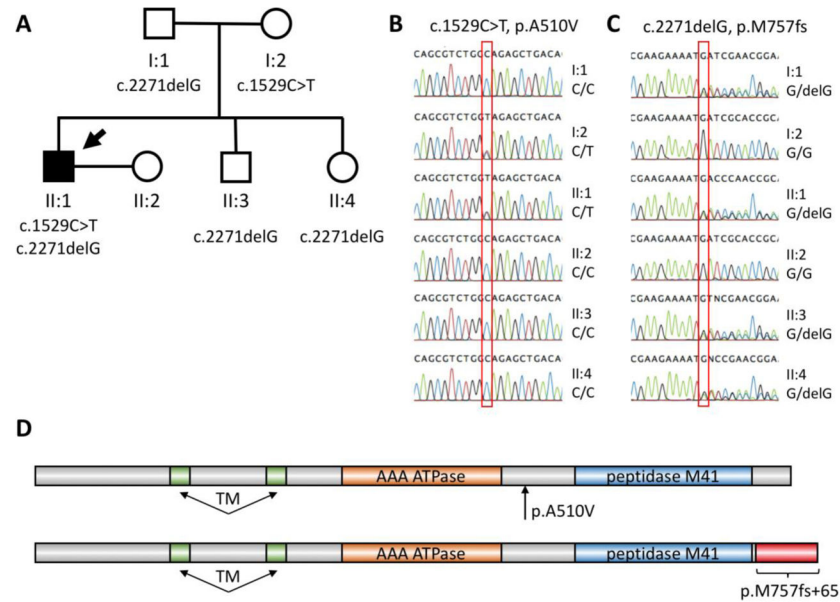 A
I:1
c.2271delG
I:2
c.1529C>T
II:1
c.1529C>T
c.2271delG
II:2
II:3
c.2271delG
II:4
c.2271delG
B
c.1529C>T, p.A510V
CAGCGTCTGGCAGAGCTGACA
I:1
C/C
CAGCGTCTGGTAGAGCTGACA
I:2
C/T
CAGCGTCTGGTAGAGCTGACA
II:1
C/T
CAGCGTCTGGCAGAGCTGACA
II:2
C/C
CAGCGTCTGGCAGAGCTGACA
II:3
C/C
CAGCGTCTGGCAGAGCTGACA
II:4
C/C
C
c.2271delG, p.M757fs
CGAAGAAAATGATCGAACGGA
I:1
G/delG
CGAAGAAAATGATCGCACCGC
I:2
G/G
CGAAGAAAATGACCCAACCGC
II:1
G/delG
CGAAGAAAATGATCGCACCGC
II:2
G/G
CGAAGAAAATGTNCGAACGGA
II:3
G/delG
CGAAGAAAATGNCCGAACGGA
II:4
G/delG
D
AAA ATPase
peptidase M41
TM
p.A510V
AAA ATPase
peptidase M41
TM
p.M757fs+65